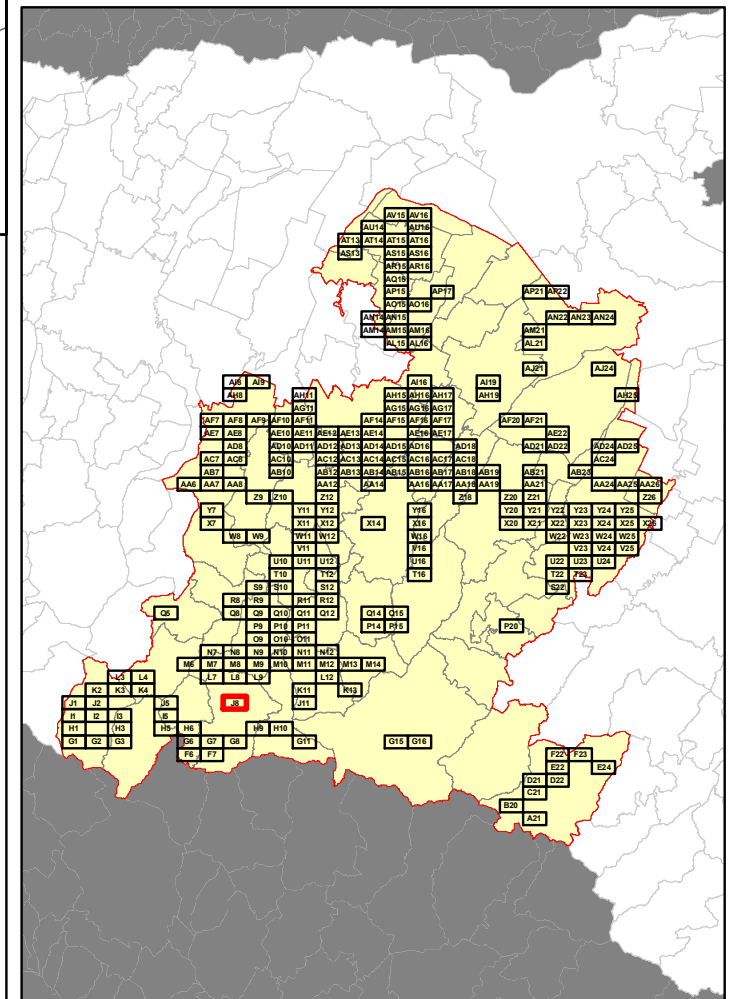 AV15 AV16
AU14 AU16
AT13 AT14 AT15 AT16
AS13 AS15 AS16
AR15 AR16
AQ15
AP15 AP17 AP21 AP22
AO15 AO16
AN14 AN15 AN22 AN23 AN24
AM14 AM15 AM16 AM21
AL15 AL16 AL21
AJ21 AJ24
AI8 AI9 AI16 AI19
AH8 AH11 AH15 AH16 AH17 AH19 AH25
AG11 AG15 AG16 AG17
AF7 AF8 AF9 AF10 AF11 AF14 AF15 AF16 AF17 AF20 AF21
AE7 AE8 AE10 AE11 AE12 AE13 AE14 AE16 AE17 AE22
AD8 AD10 AD11 AD12 AD13 AD14 AD15 AD16 AD18 AD21 AD22 AD24 AD25
AC7 AC8 AC10 AC12 AC13 AC14 AC15 AC16 AC17 AC18 AC24
AB7 AB10 AB12 AB13 AB14 AB15 AB16 AB17 AB18 AB19 AB21 AB23
AA6 AA7 AA8 AA12 AA14 AA16 AA17 AA18 AA19 AA21 AA24 AA25 AA26
Z9 Z10 Z12 Z18 Z20 Z21 Z26
Y7 Y11 Y12 Y16 Y20 Y21 Y22 Y23 Y24 Y25
X7 X11 X12 X14 X16 X20 X21 X22 X23 X24 X25 X26
W8 W9 W11 W12 W16 W22 W23 W24 W25
V11 V16 V23 V24 V25
U10 U11 U12 U16 U22 U23 U24
T10 T12 T16 T22 T23
S9 S10 S12 S22
R8 R9 R11 R12
Q5 Q8 Q9 Q10 Q11 Q12 Q14 Q15
P9 P10 P11 P14 P15 P20
O9 O10 O11
N7 N8 N9 N10 N11 N12
M6 M7 M8 M9 M10 M11 M12 M13 M14
L3 L4 L7 L8 L9 L12
K2 K3 K4 K11 K13
J1 J2 J5 J8 J11
I1 I2 I3 I5
H1 H3 H5 H6 H9 H10
G1 G2 G3 G6 G7 G8 G11 G15 G16
F6 F7 F22 F23
E22 E24
D21 D22
C21
B20
A21